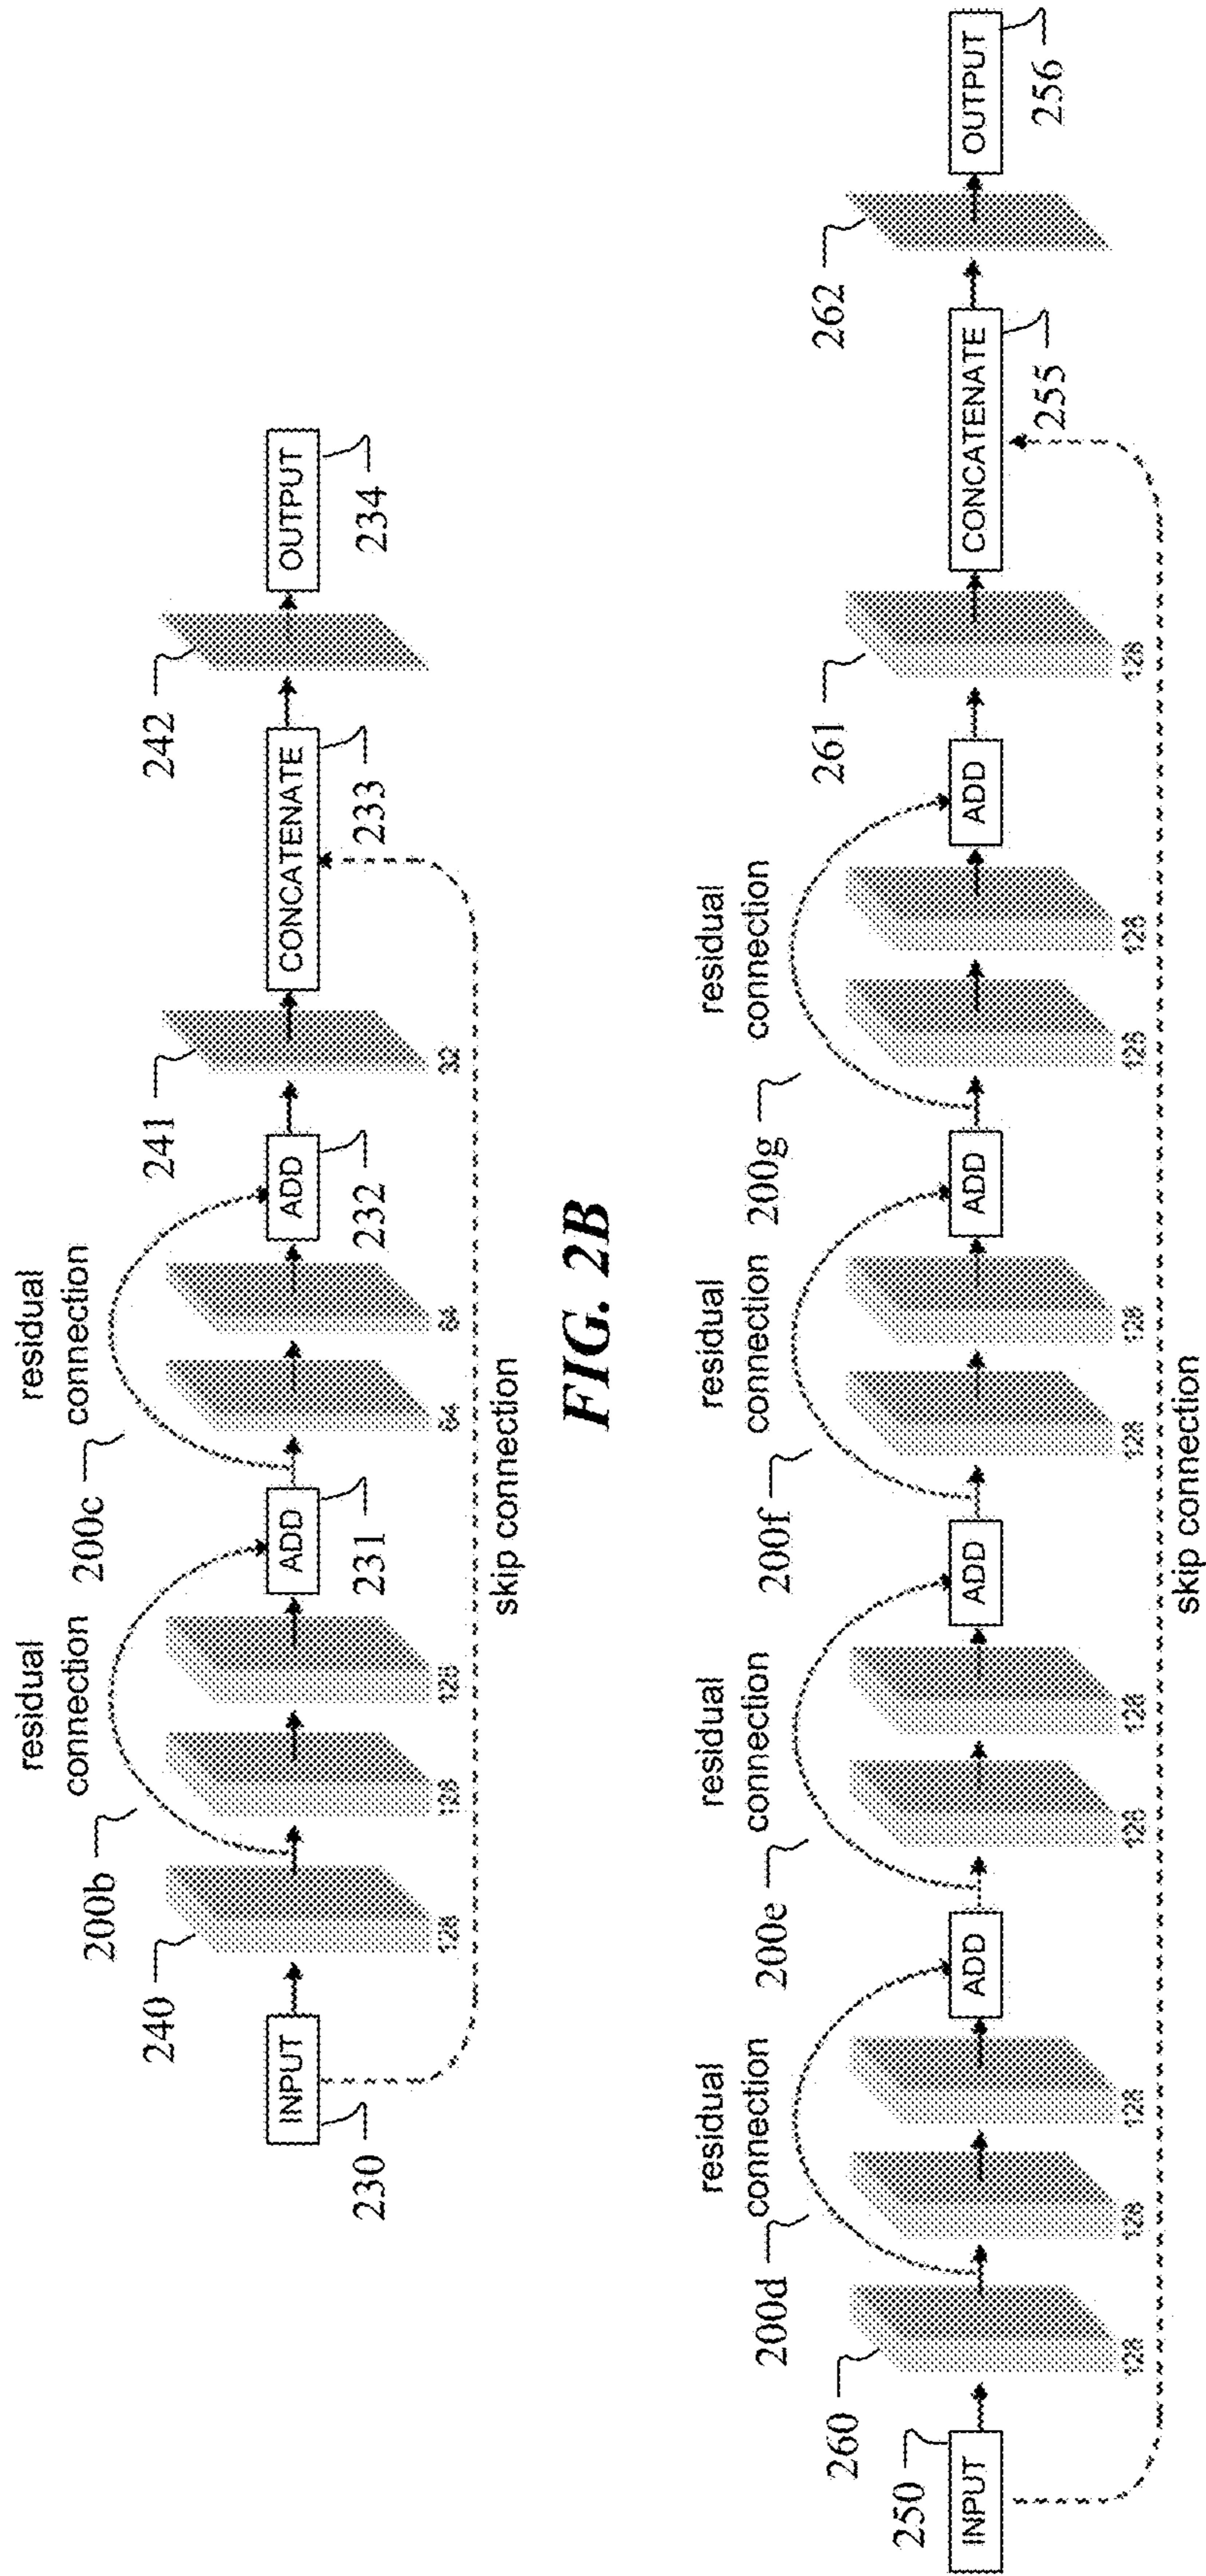 residual
connection
residual
connection
200b
200c
240
241
242
INPUT
ADD
ADD
CONCATENATE
OUTPUT
230
231
232
233
234
128
128
128
64
64
32
skip connection
FIG. 2B
residual
connection
residual
connection
residual
connection
residual
connection
200d
200e
200f
200g
260
261
262
250
INPUT
ADD
ADD
ADD
ADD
CONCATENATE
OUTPUT
255
256
128
128
128
128
128
128
128
128
128
128
skip connection